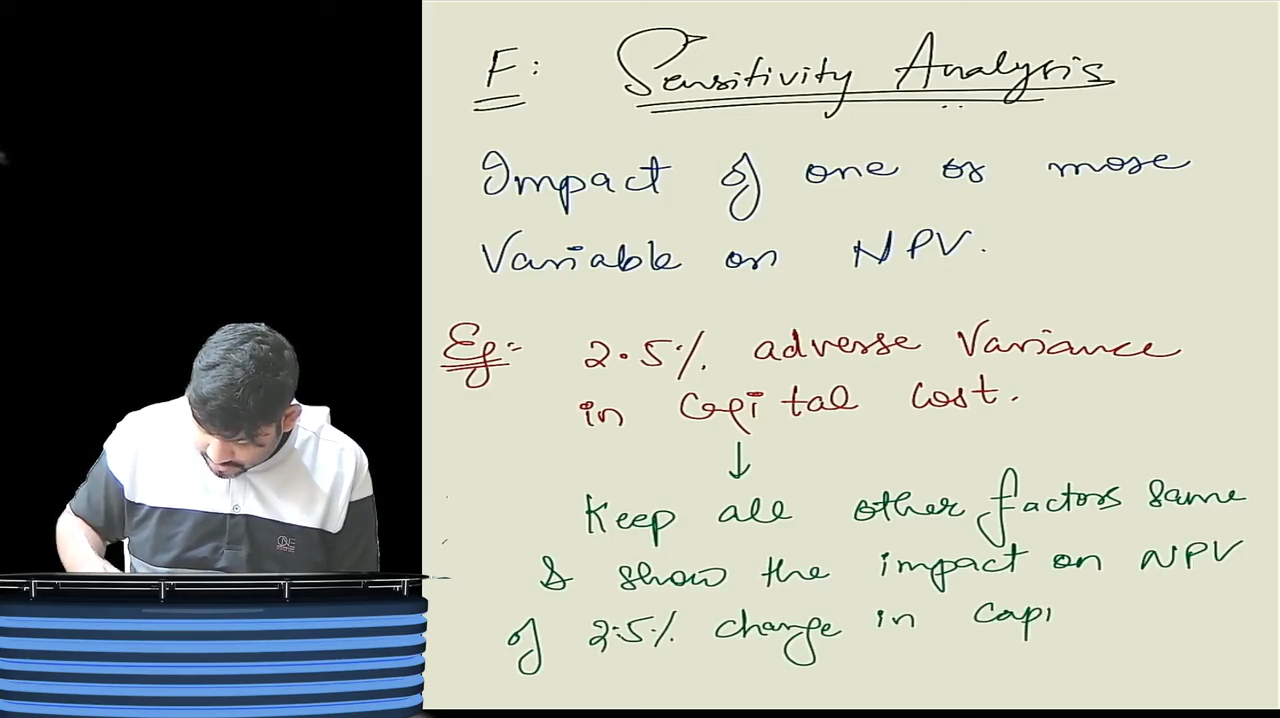 F: Sensitivity Analysis
Impact of one or more
Variable on NPV.
Eg:- 2.5% adverse Variance
in Capital Cost.
↓
Keep all other factors same
& show the impact on NPV
of 2.5% change in capi